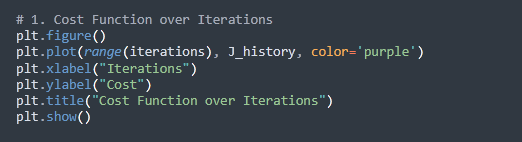 # 1. Cost Function over Iterations
plt.figure()
plt.plot(range(iterations), J_history, color='purple')
plt.xlabel("Iterations")
plt.ylabel("Cost")
plt.title("Cost Function over Iterations")
plt.show()